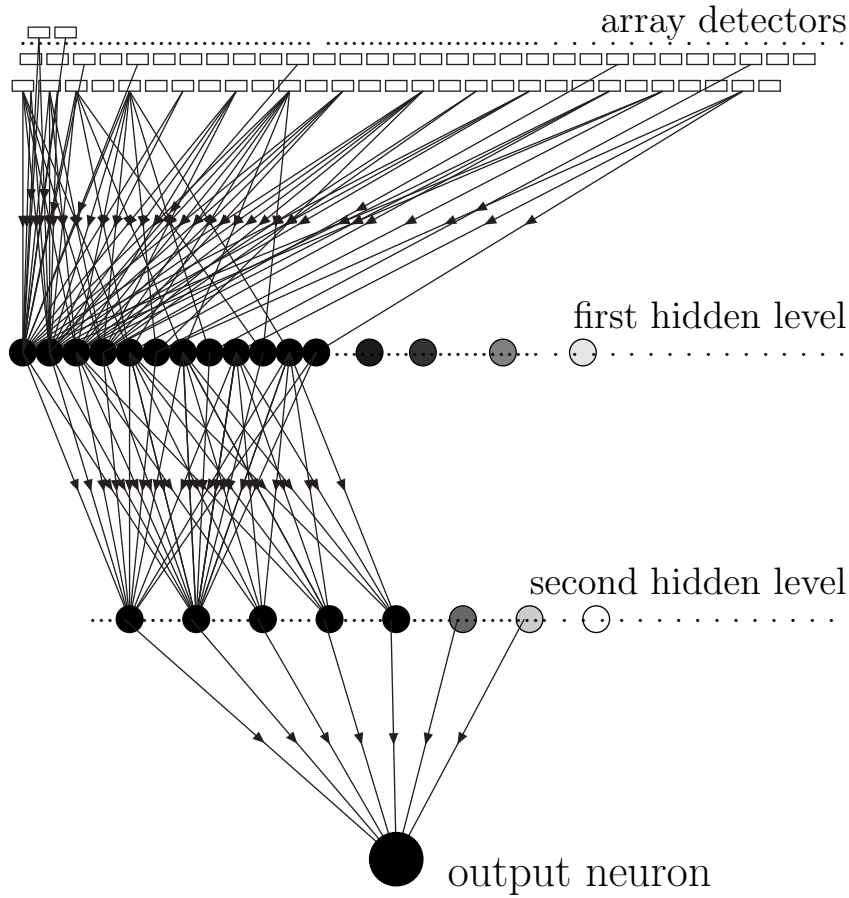 array detectors
first hidden level
second hidden level
output neuron